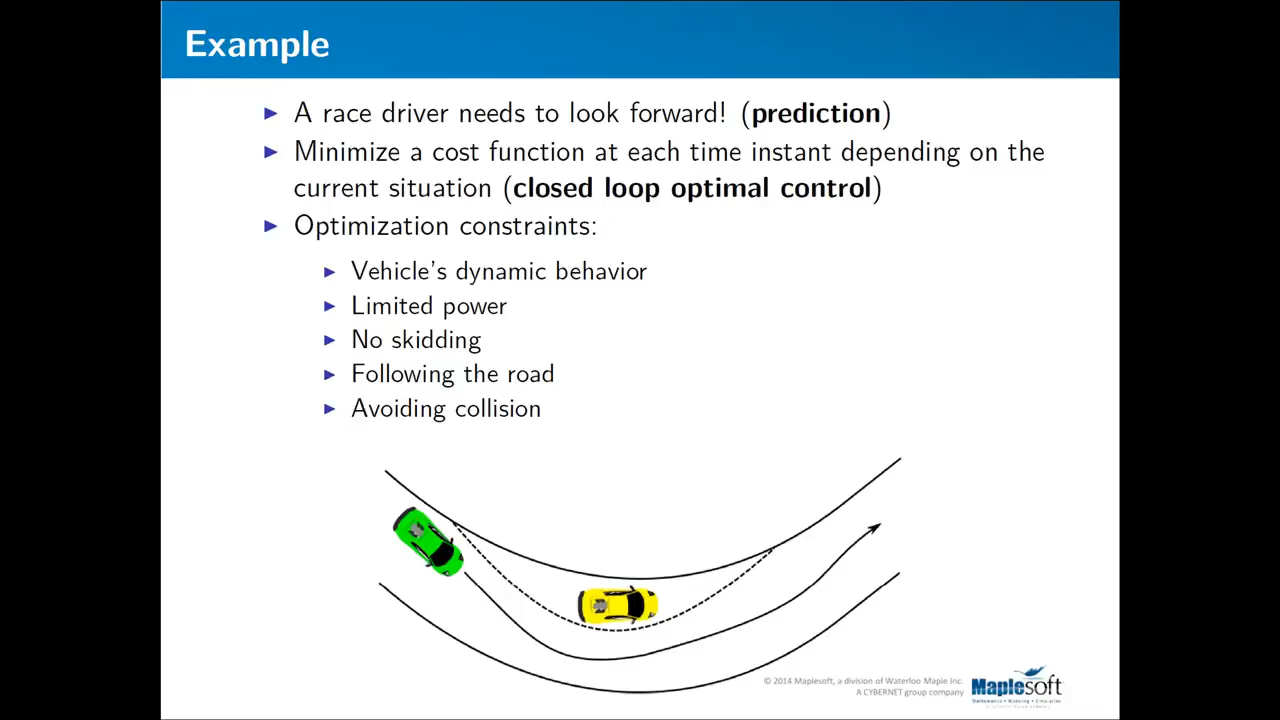 Example
▶ A race driver needs to look forward! (prediction)
▶ Minimize a cost function at each time instant depending on the
current situation (closed loop optimal control)
▶ Optimization constraints:
▶ Vehicle's dynamic behavior
▶ Limited power
▶ No skidding
▶ Following the road
▶ Avoiding collision
© 2014 Maplesoft, a division of Waterloo Maple Inc.
A CYBERNET group company
Maplesoft
Mathematics • Modeling • Simulation